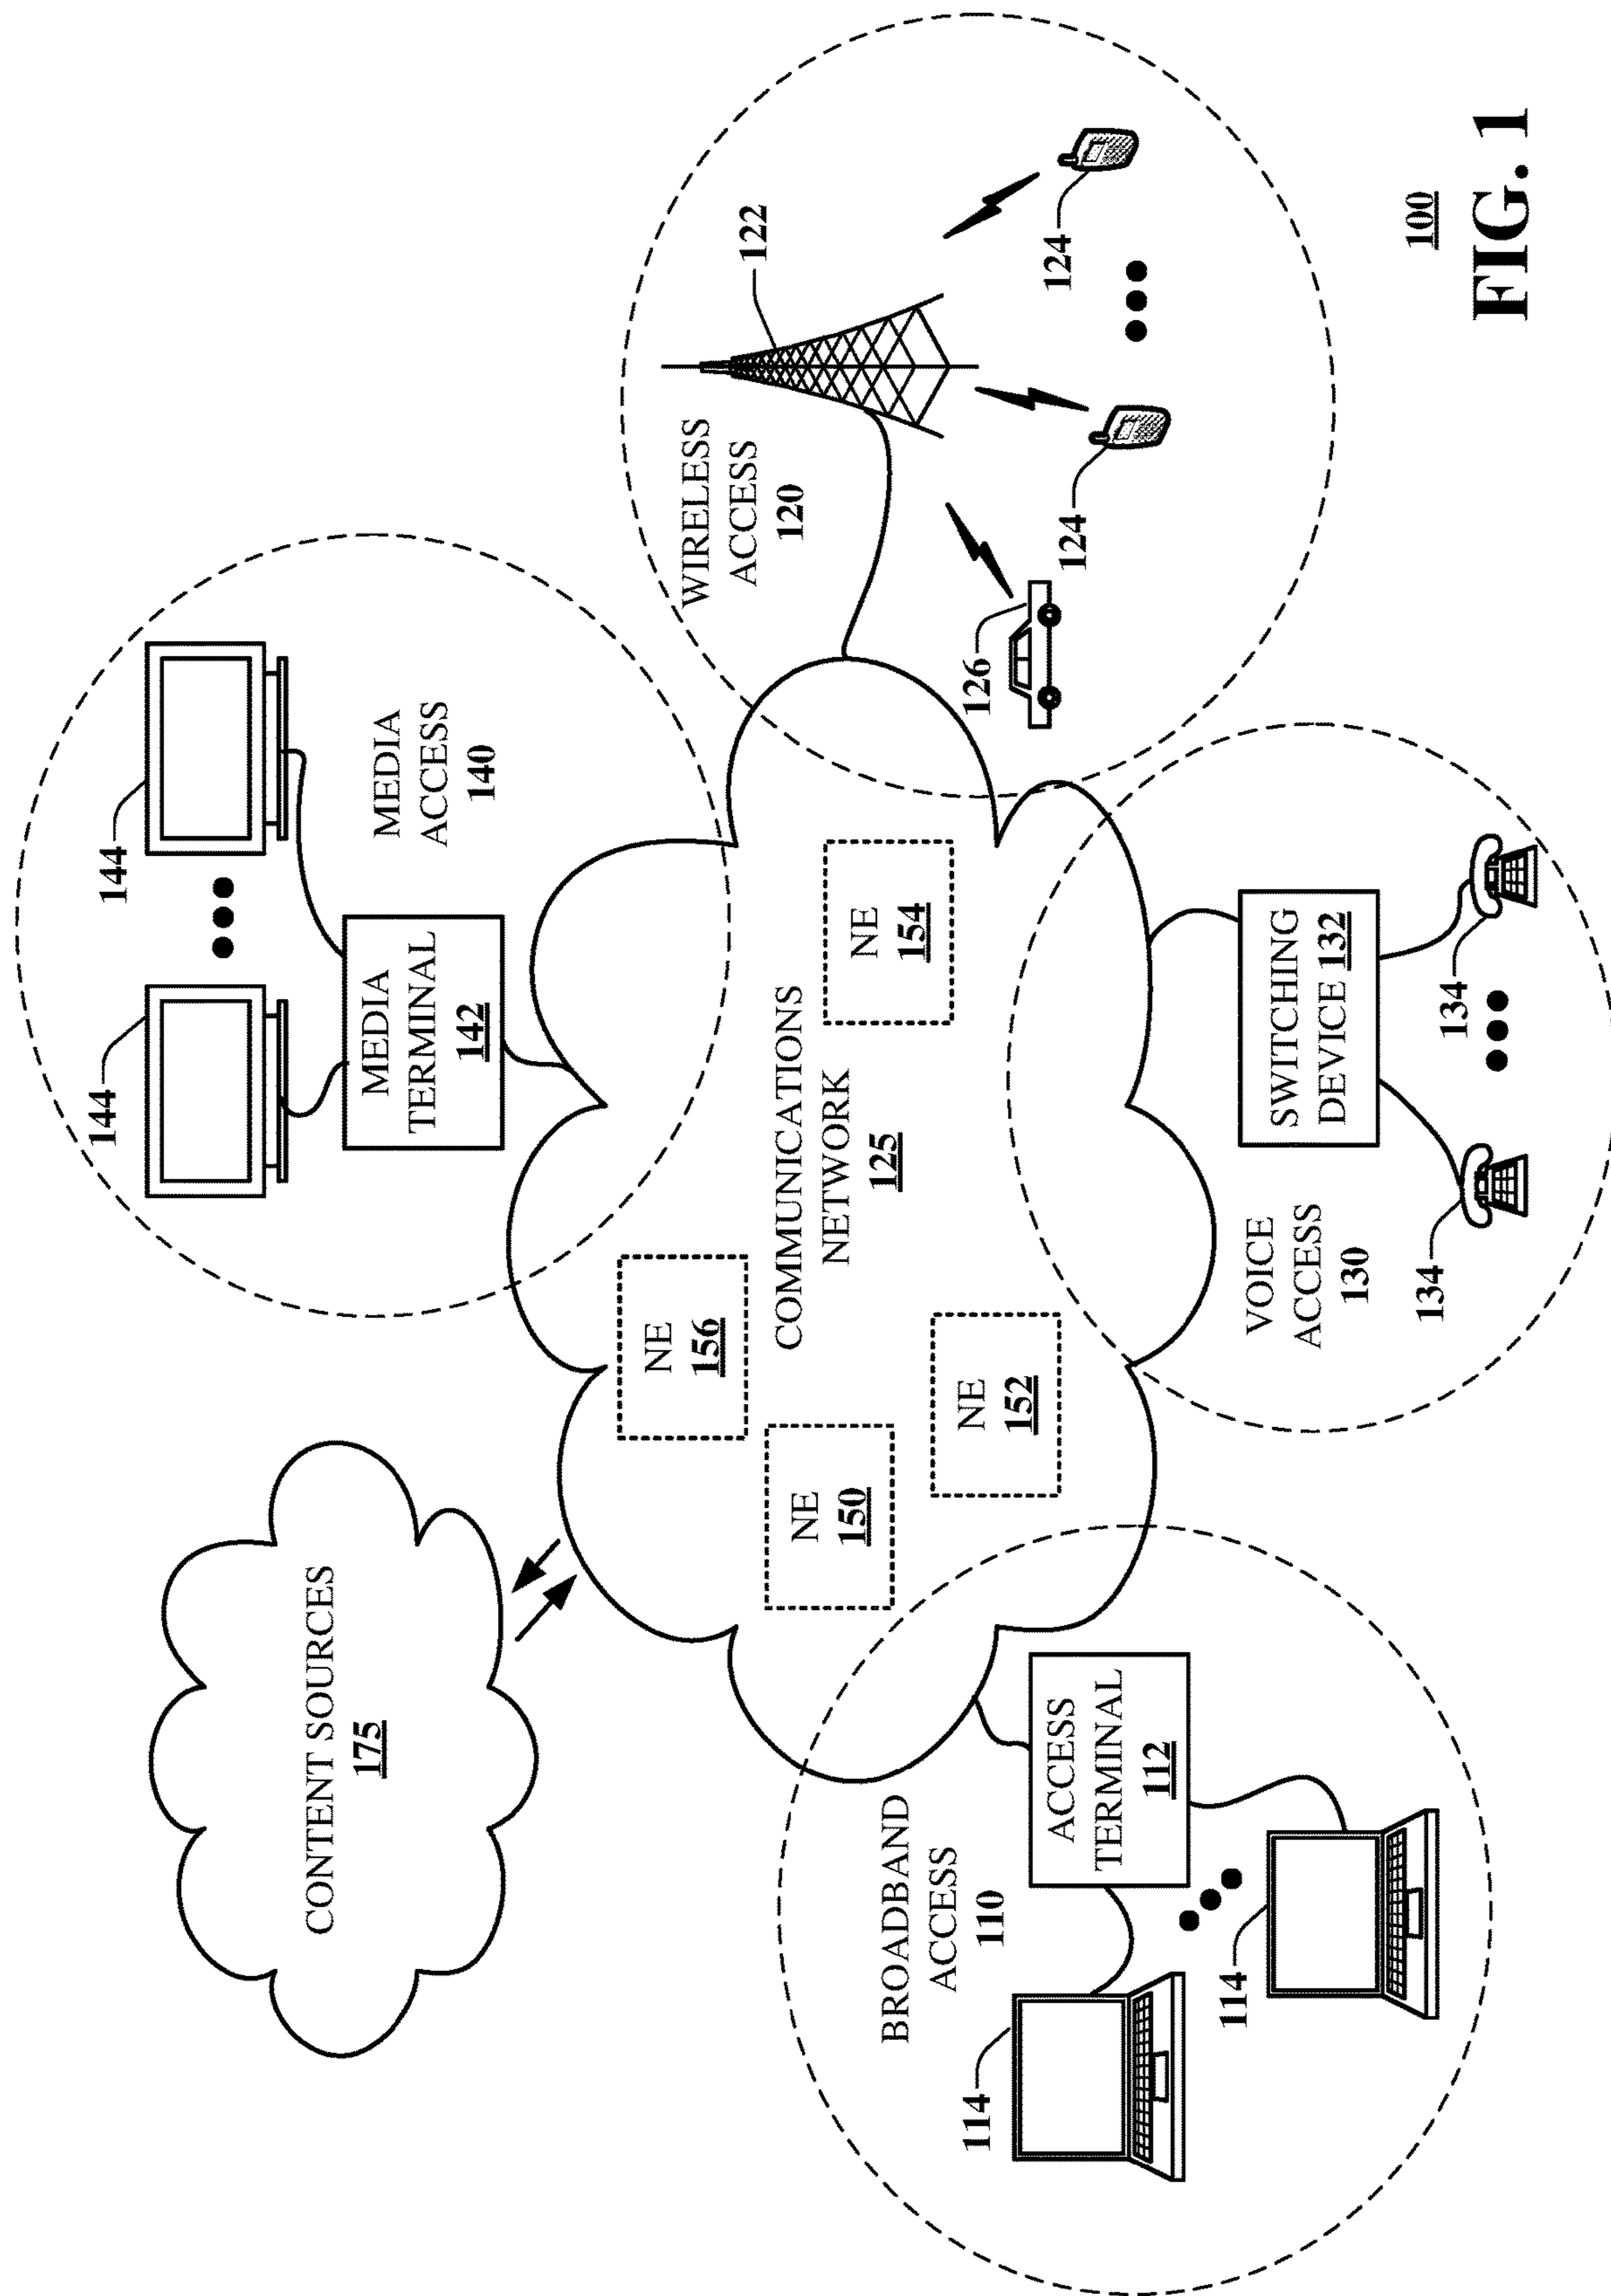 144
144
CONTENT SOURCES
175
MEDIA
TERMINAL
142
MEDIA
ACCESS
140
NE
156
WIRELESS
ACCESS
120
122
COMMUNICATIONS
NETWORK
125
NE
150
NE
154
NE
152
BROADBAND
ACCESS
110
126
124
124
ACCESS
TERMINAL
112
114
114
VOICE
ACCESS
130
SWITCHING
DEVICE 132
134
134
100
FIG. 1